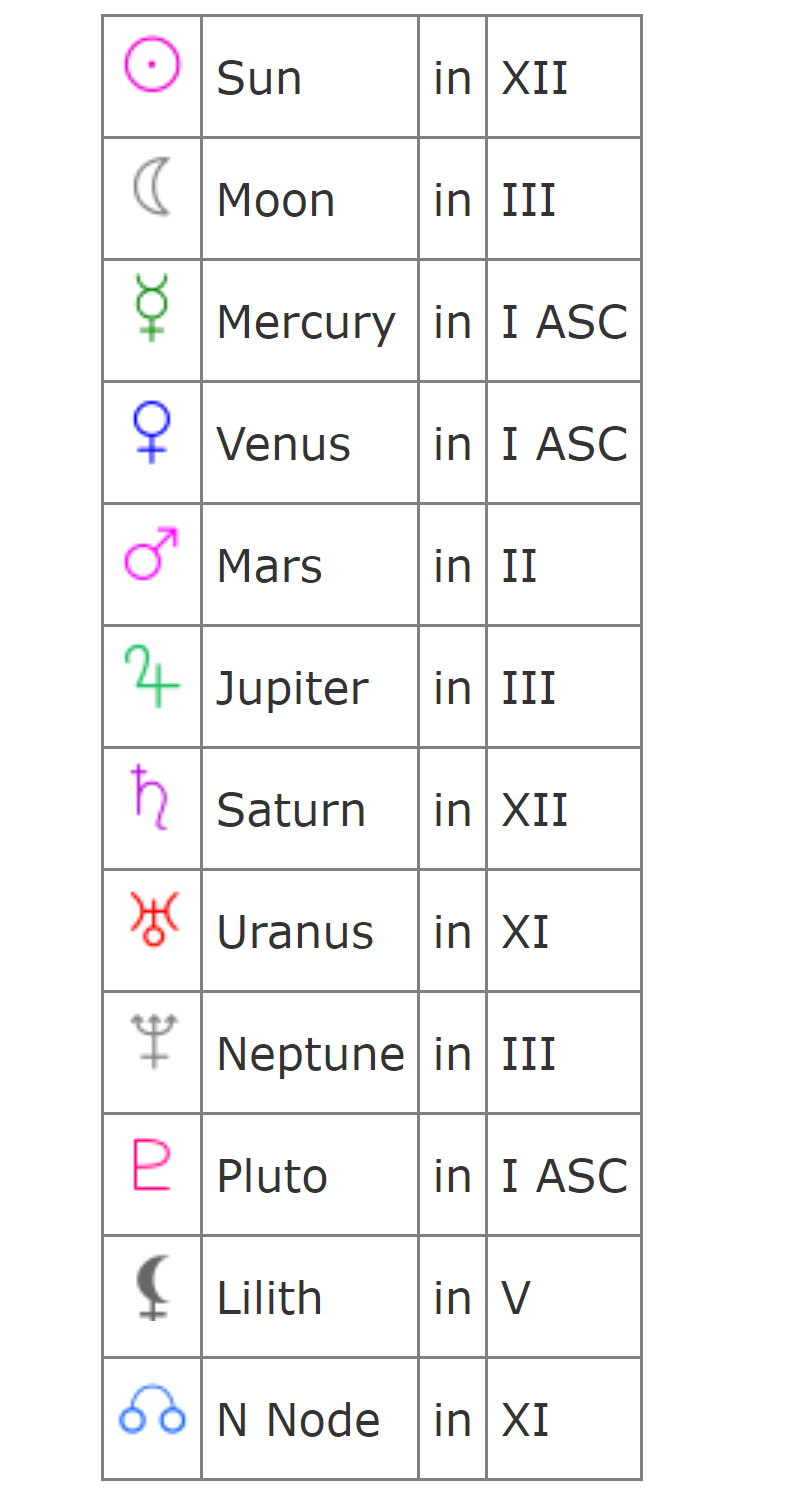 Sun in XII
Moon in III
Mercury in I ASC
Venus in I ASC
Mars in II
Jupiter in III
Saturn in XII
Uranus in XI
Neptune in III
Pluto in I ASC
Lilith in V
N Node in XI